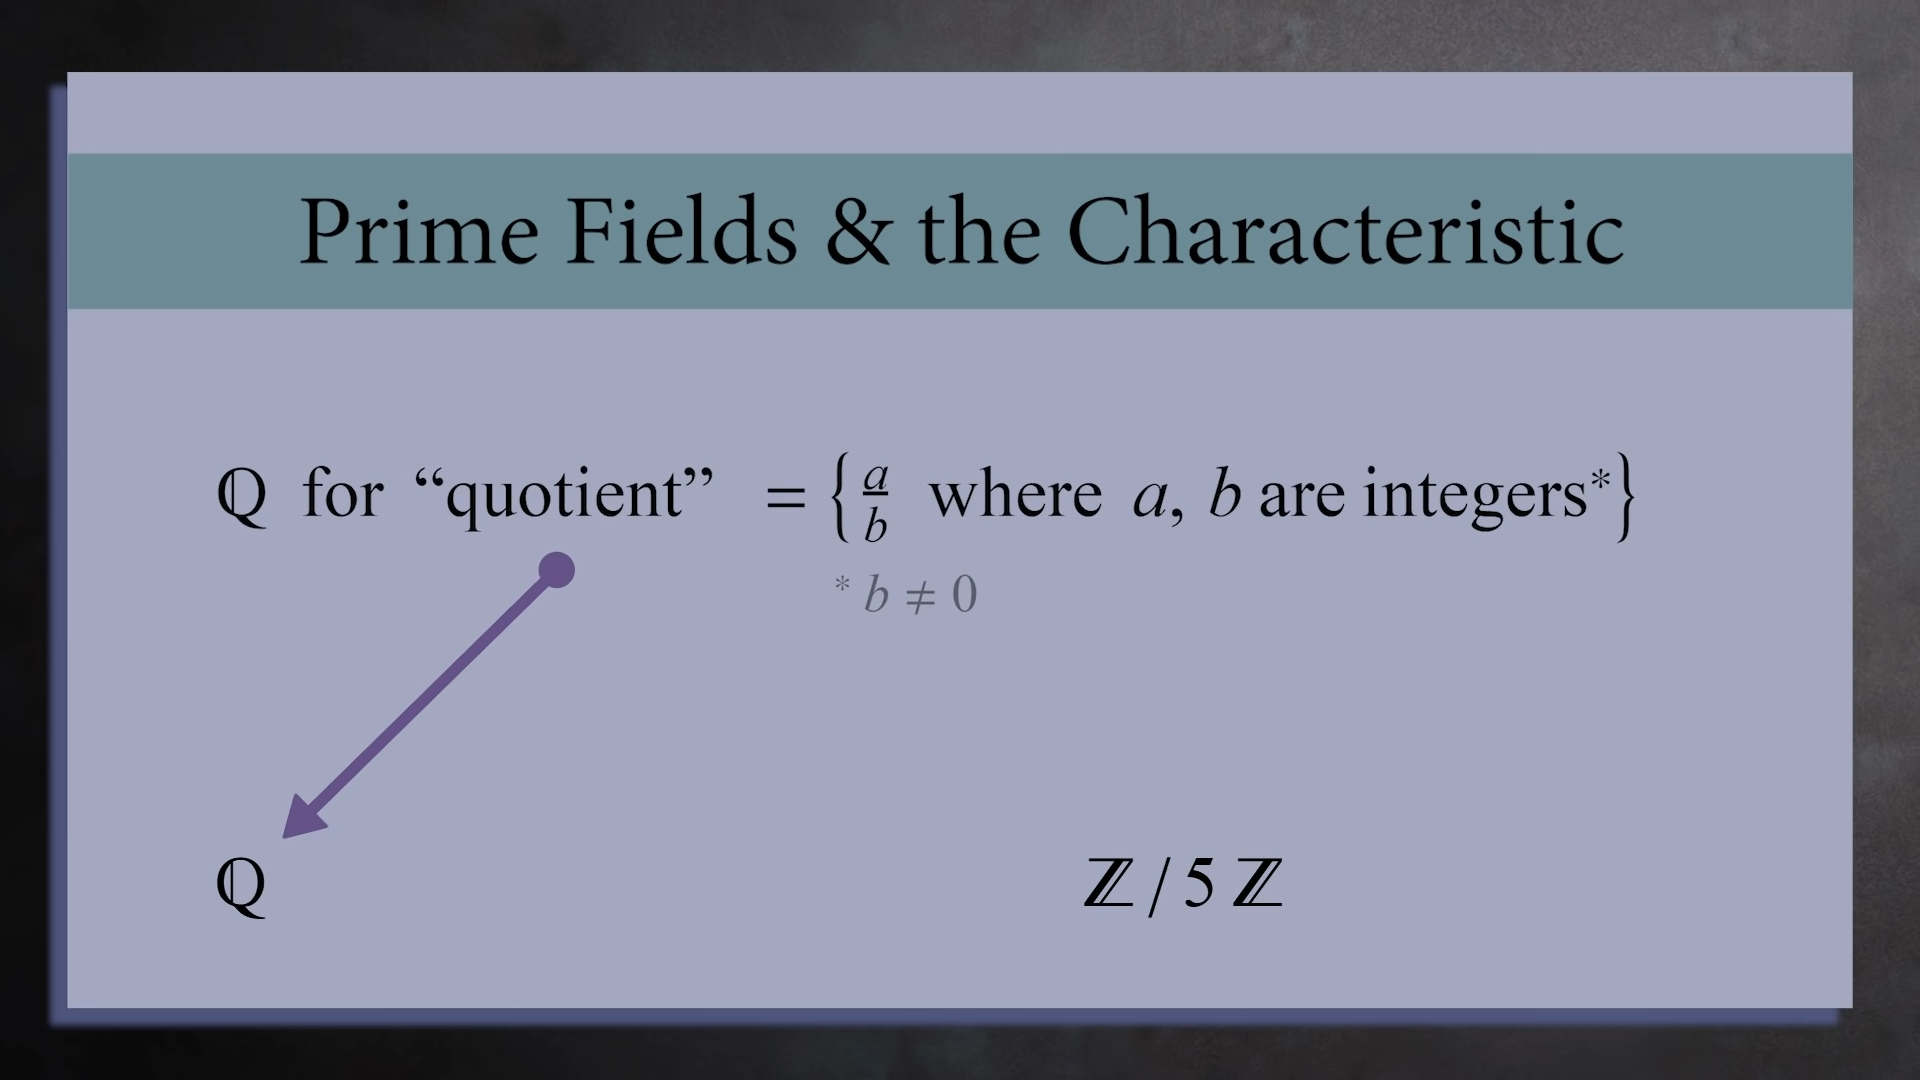 Prime Fields & the Characteristic
ℚ for “quotient” = {a/b where a, b are integers*}
* b ≠ 0
ℚ
ℤ / 5 ℤ